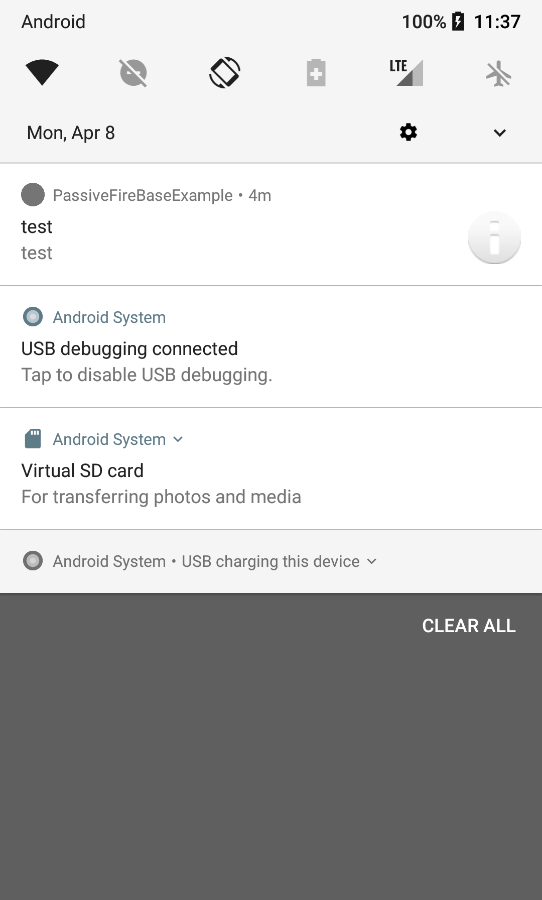 Android 100% 11:37
LTE
Mon, Apr 8
PassiveFireBaseExample • 4m
test
test
Android System
USB debugging connected
Tap to disable USB debugging.
Android System
Virtual SD card
For transferring photos and media
Android System • USB charging this device
CLEAR ALL